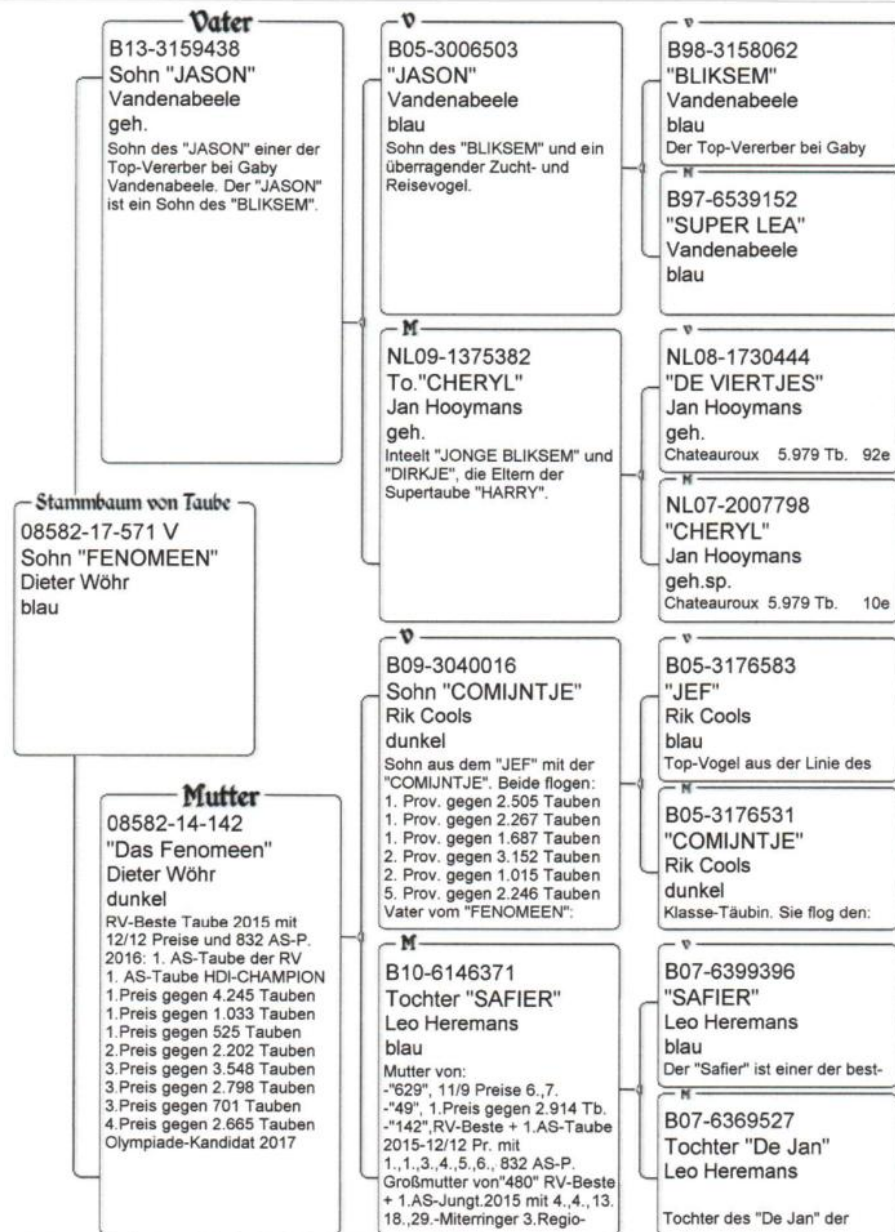 Vater
B13-3159438
Sohn "JASON"
Vandenabeele
geh.
Sohn des "JASON" einer der
Top-Vererber bei Gaby
Vandenabeele. Der "JASON"
ist ein Sohn des "BLIKSEM".
V
B05-3006503
"JASON"
Vandenabeele
blau
Sohn des "BLIKSEM" und ein
überragender Zucht- und
Reisevogel.
V
B98-3158062
"BLIKSEM"
Vandenabeele
blau
Der Top-Vererber bei Gaby
M
B97-6539152
"SUPER LEA"
Vandenabeele
blau
M
NL09-1375382
To."CHERYL"
Jan Hooymans
geh.
Inteelt "JONGE BLIKSEM" und
"DIRKJE", die Eltern der
Supertaube "HARRY".
V
NL08-1730444
"DE VIERTJES"
Jan Hooymans
geh.
Chateauroux 5.979 Tb. 92e
M
NL07-2007798
"CHERYL"
Jan Hooymans
geh.sp.
Chateauroux 5.979 Tb. 10e
Stammbaum von Taube
08582-17-571 V
Sohn "FENOMEEN"
Dieter Wöhr
blau
Mutter
08582-14-142
"Das Fenomeen"
Dieter Wöhr
dunkel
RV-Beste Taube 2015 mit
12/12 Preise und 832 AS-P.
2016: 1. AS-Taube der RV
1. AS-Taube HDI-CHAMPION
1.Preis gegen 4.245 Tauben
1.Preis gegen 1.033 Tauben
1.Preis gegen 525 Tauben
2.Preis gegen 2.202 Tauben
3.Preis gegen 3.548 Tauben
3.Preis gegen 2.798 Tauben
3.Preis gegen 701 Tauben
4.Preis gegen 2.665 Tauben
Olympiade-Kandidat 2017
V
B09-3040016
Sohn "COMIJNTJE"
Rik Cools
dunkel
Sohn aus dem "JEF" mit der
"COMIJNTJE". Beide flogen:
1. Prov. gegen 2.505 Tauben
1. Prov. gegen 2.267 Tauben
1. Prov. gegen 1.687 Tauben
2. Prov. gegen 3.152 Tauben
2. Prov. gegen 1.015 Tauben
5. Prov. gegen 2.246 Tauben
Vater vom "FENOMEEN":
V
B05-3176583
"JEF"
Rik Cools
blau
Top-Vogel aus der Linie des
M
B05-3176531
"COMIJNTJE"
Rik Cools
dunkel
Klasse-Täubin. Sie flog den:
M
B10-6146371
Tochter "SAFIER"
Leo Heremans
blau
Mutter von:
-"629", 11/9 Preise 6.,7.
-"49", 1.Preis gegen 2.914 Tb.
-"142",RV-Beste + 1.AS-Taube
2015-12/12 Pr. mit
1.,1.,3.,4.,5.,6., 832 AS-P.
Großmutter von"480" RV-Beste
+ 1.AS-Jungt.2015 mit 4.,4.,13.
18.,29.-Miterringer 3.Regio-
V
B07-6399396
"SAFIER"
Leo Heremans
blau
Der "Safier" ist einer der best-
M
B07-6369527
Tochter "De Jan"
Leo Heremans
Tochter des "De Jan" der